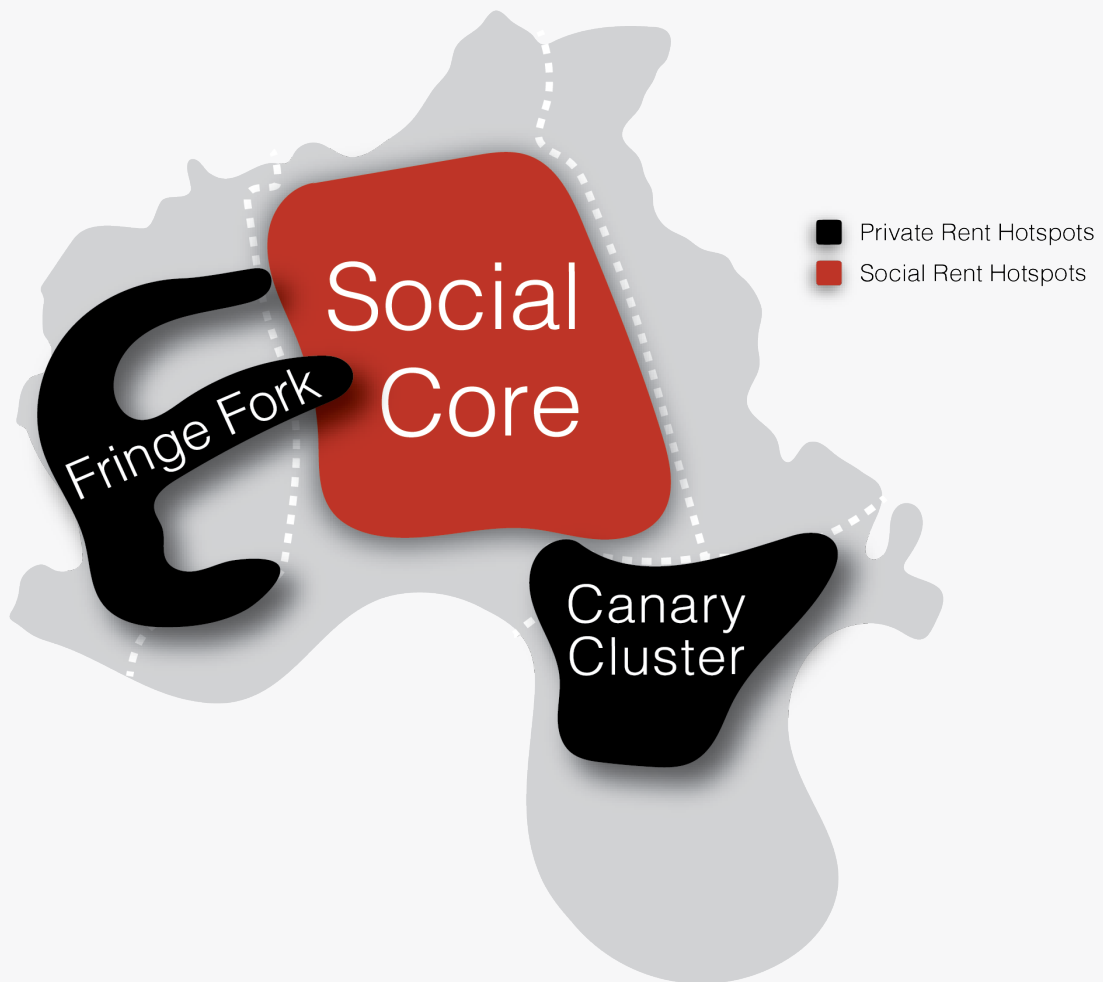 Social
Core
Fringe Fork
Canary
Cluster
Private Rent Hotspots
Social Rent Hotspots